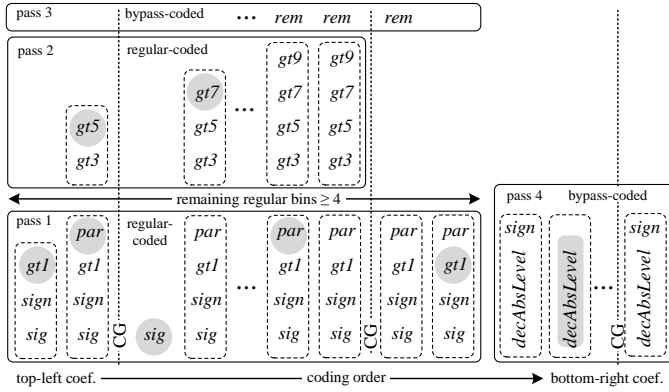 pass 3 bypass-coded ... rem rem rem
pass 2 regular-coded gt9 gt9
gt7 gt7 gt7
gt5 gt5 ... gt5 gt5
gt3 gt3 gt3 gt3
remaining regular bins ≥ 4
pass 1 par regular-coded par par par par par
gt1 gt1 gt1 gt1 gt1 gt1 gt1
sign sign sign ... sign sign sign sign
sig sig CG sig sig sig sig CG sig sig
pass 4 bypass-coded
sign sign
decAbsLevel decAbsLevel ... CG decAbsLevel
top-left coef. coding order bottom-right coef.